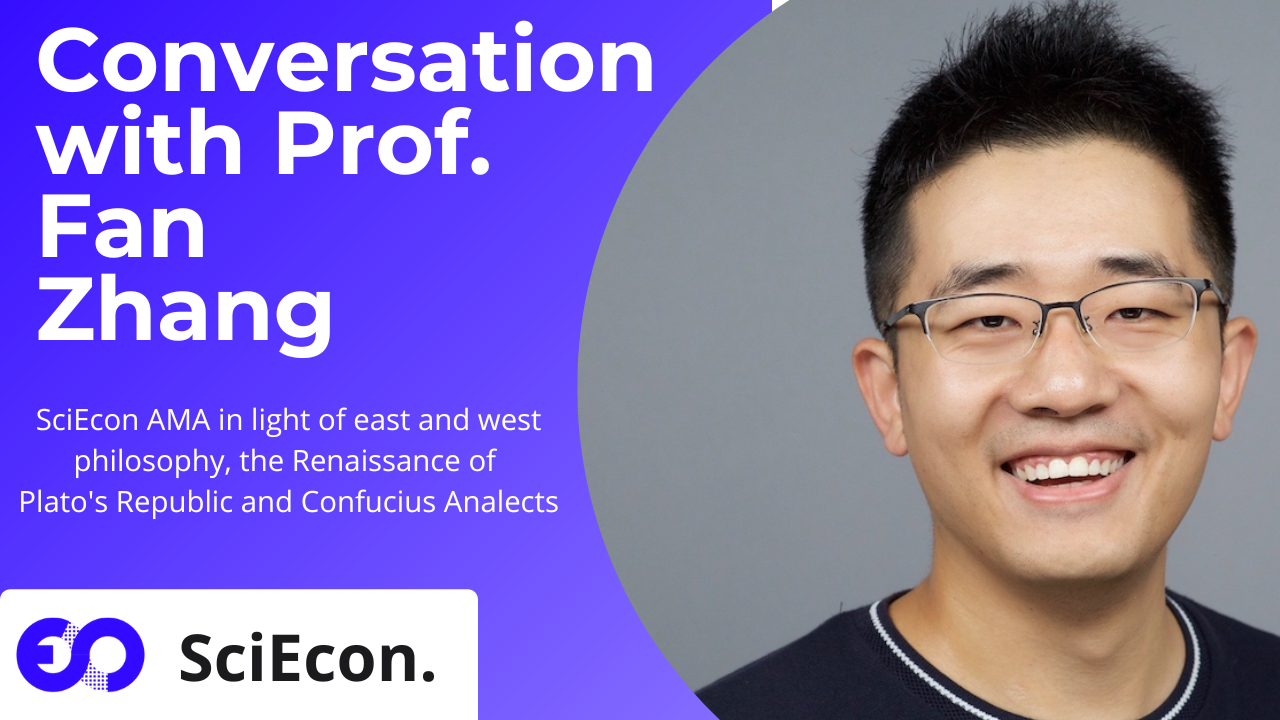 Conversation
with Prof.
Fan
Zhang
SciEcon AMA in light of east and west
philosophy, the Renaissance of
Plato's Republic and Confucius Analects
SciEcon.